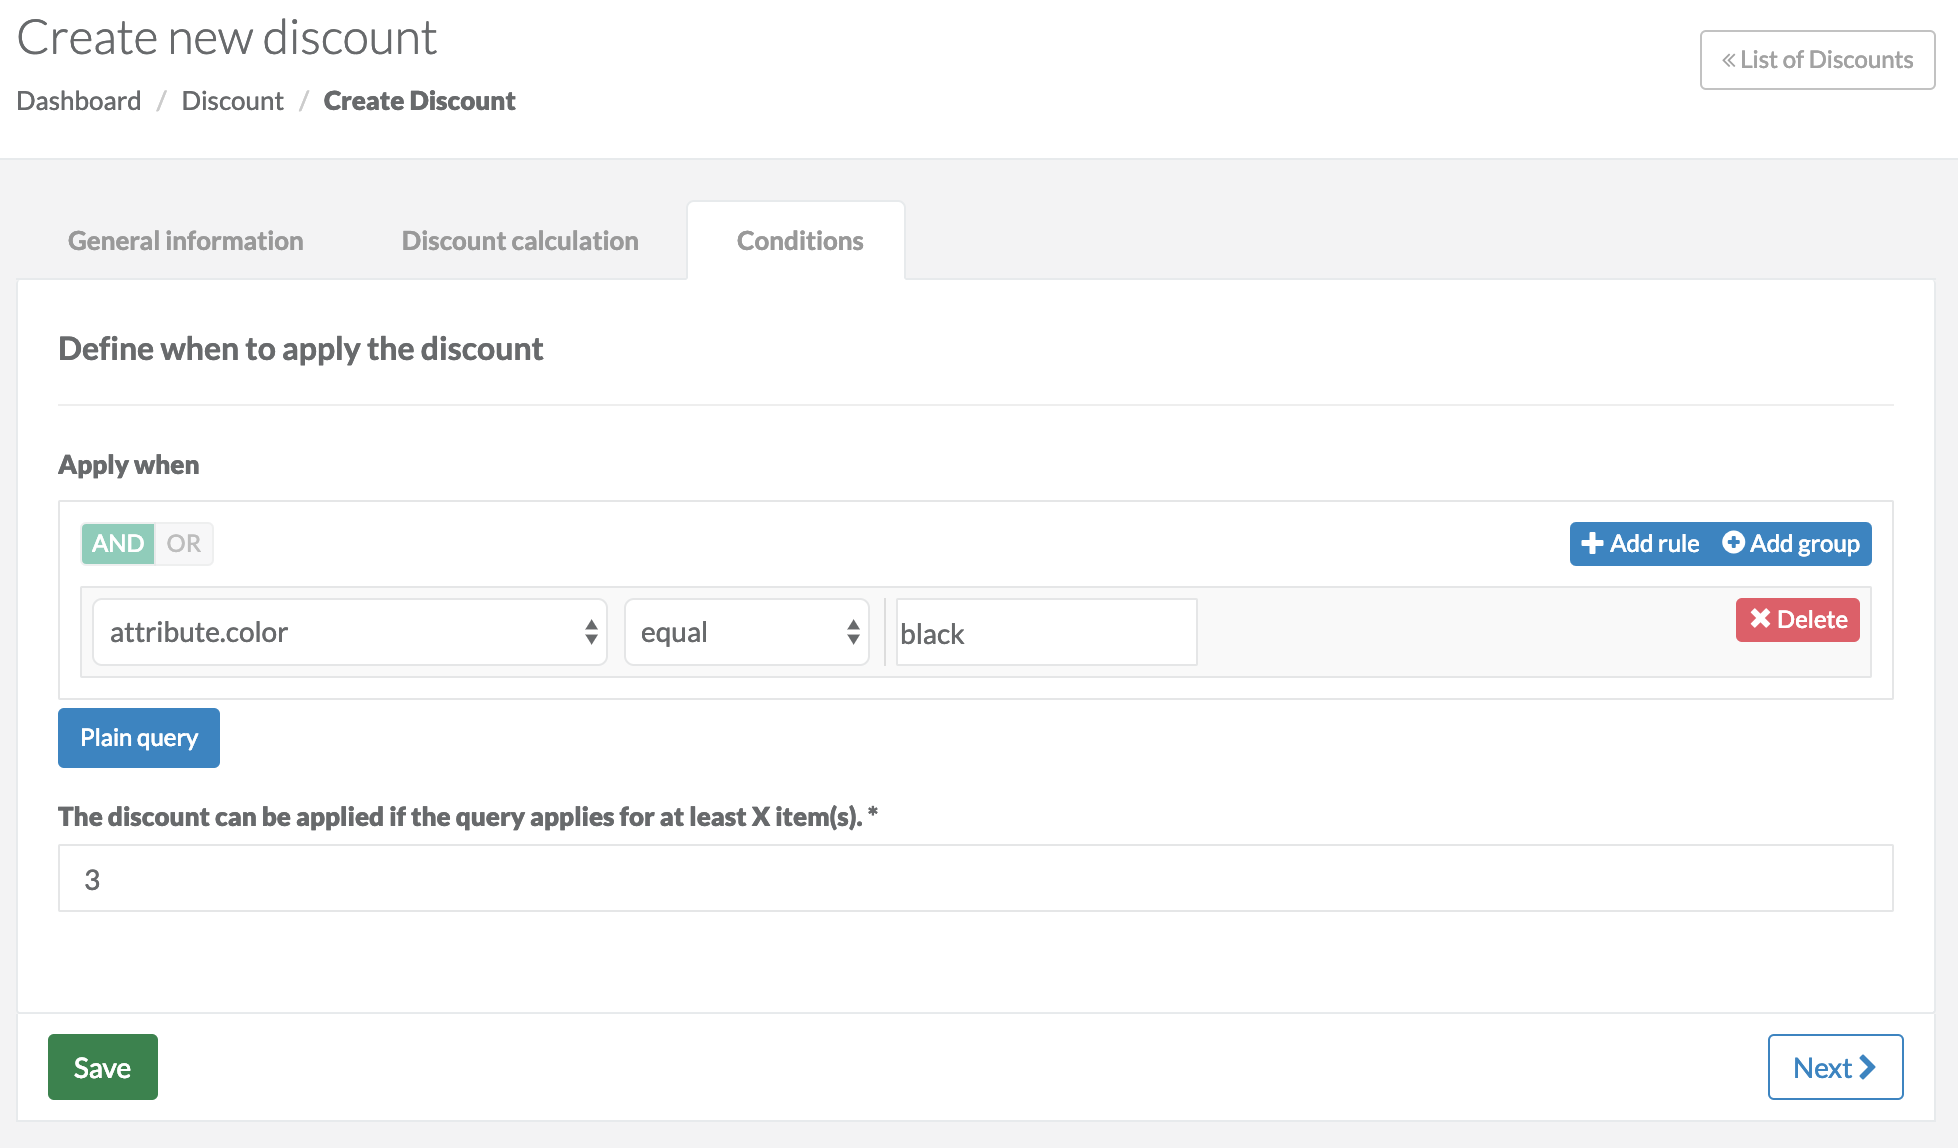 Create new discount
« List of Discounts
Dashboard / Discount / Create Discount
General information
Discount calculation
Conditions
Define when to apply the discount
Apply when
AND OR
Add rule Add group
attribute.color
equal
black
Delete
Plain query
The discount can be applied if the query applies for at least X item(s). *
3
Save
Next